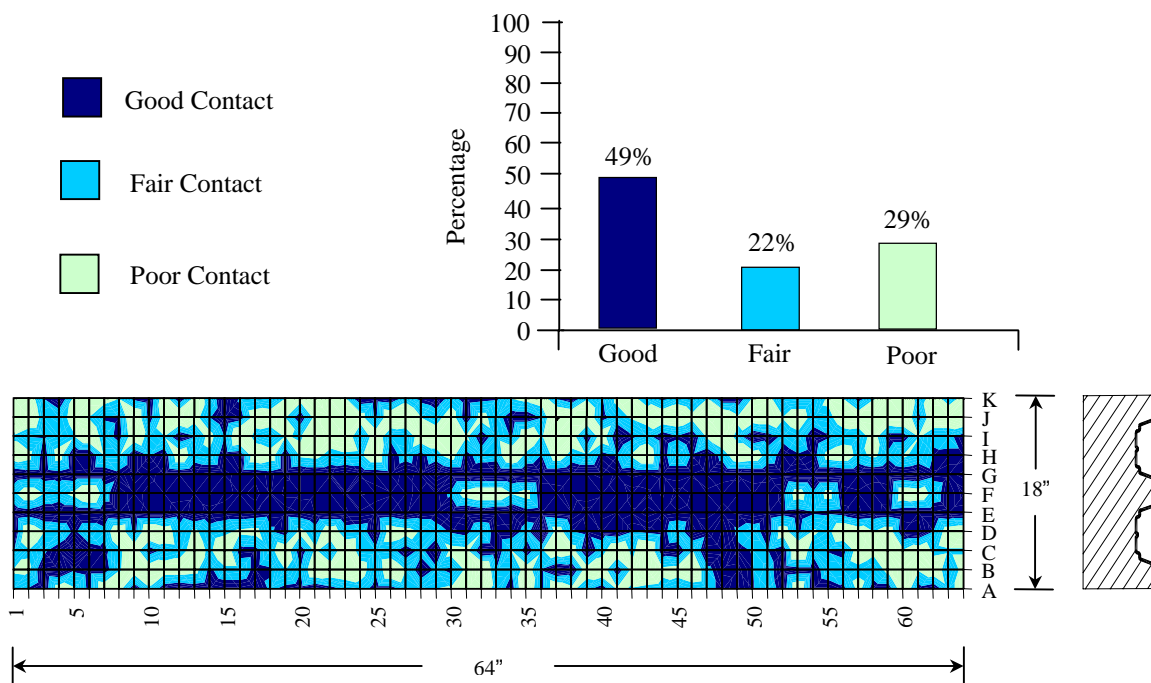 Good Contact
Fair Contact
Poor Contact
Percentage
100
90
80
70
60
50
40
30
20
10
0
49%
22%
29%
Good Fair Poor
K
J
I
H
G
F
E
D
C
B
A
18”
1 5 10 15 20 25 30 35 40 45 50 55 60
64”